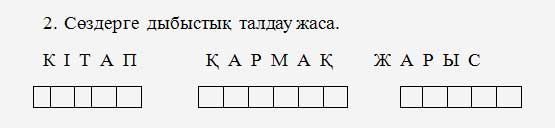 2. Сөздерге дыбыстық талдау жаса.
К І Т А П Қ А Р М А Қ Ж А Р Ы С